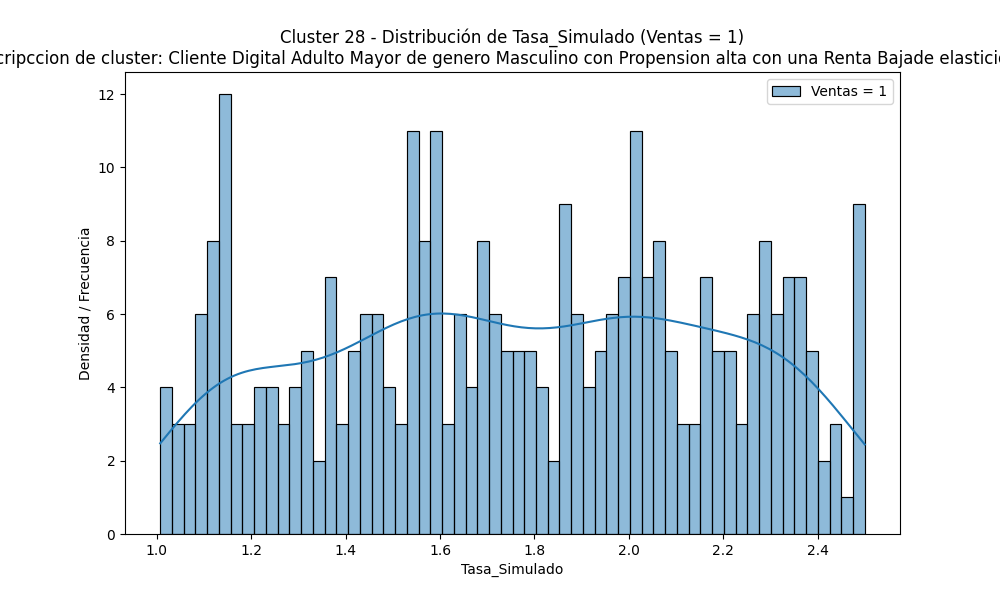 Cluster 28 - Distribución de Tasa_Simulado (Ventas = 1)
cripccion de cluster: Cliente Digital Adulto Mayor de genero Masculino con Propension alta con una Renta Bajade elastici
Ventas = 1
Densidad / Frecuencia
12
10
8
6
4
2
0
1.0 1.2 1.4 1.6 1.8 2.0 2.2 2.4
Tasa_Simulado